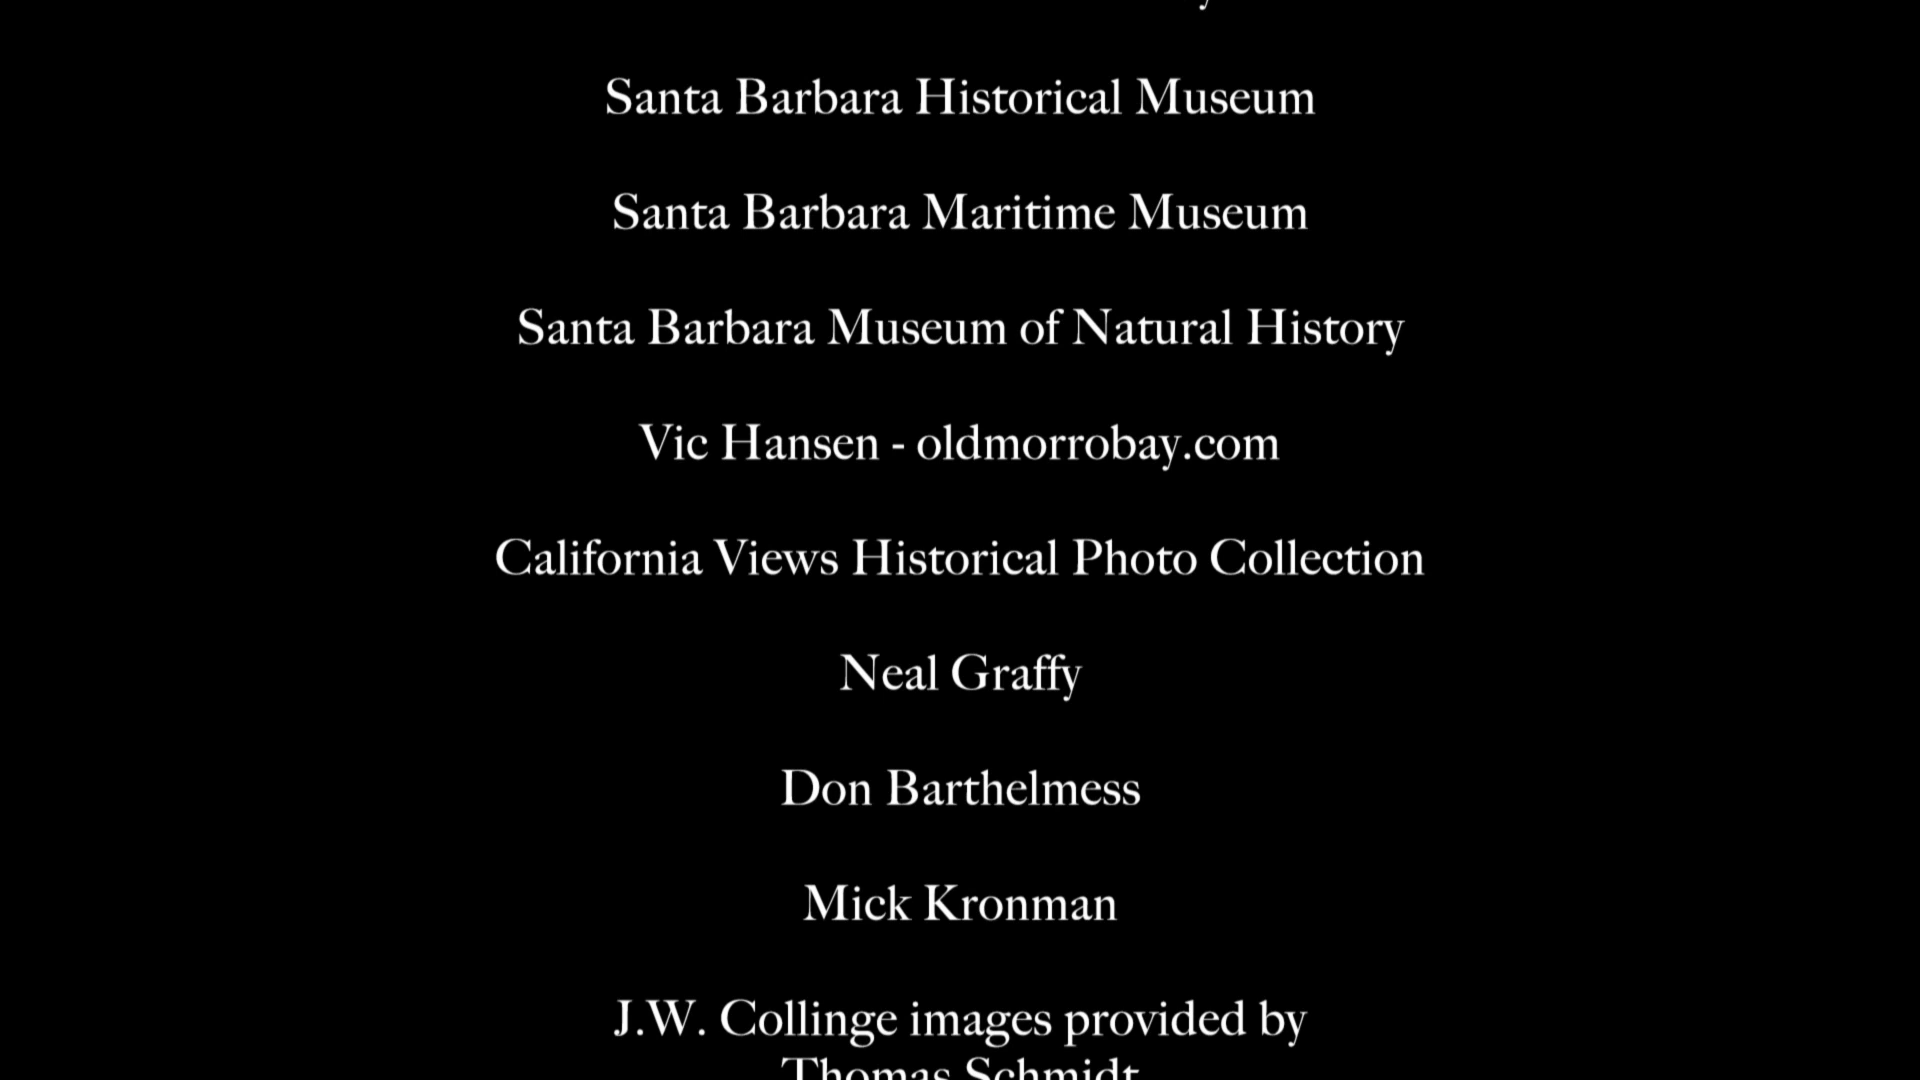 Santa Barbara Historical Museum
Santa Barbara Maritime Museum
Santa Barbara Museum of Natural History
Vic Hansen - oldmorrobay.com
California Views Historical Photo Collection
Neal Graffy
Don Barthelmess
Mick Kronman
J.W. Collinge images provided by
Thomas Schmidt